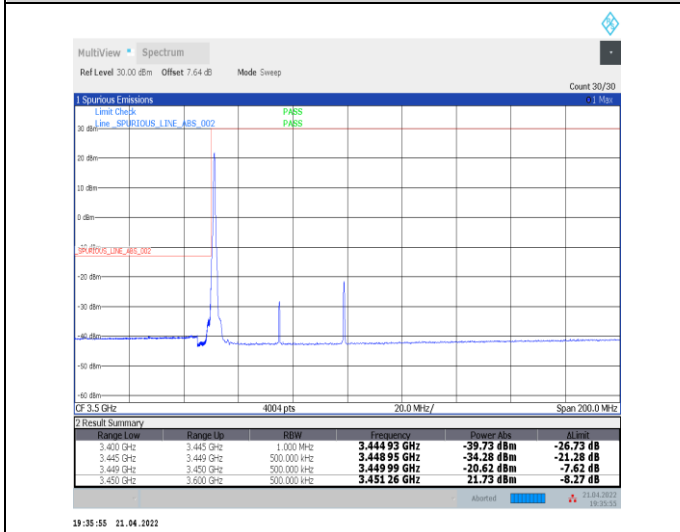 MultiView Spectrum
Ref Level 30.00 dBm Offset 7.64 dB Mode Sweep
Count 30/30
1 Spurious Emissions 1 Max
Limit Check PASS
Line _SPURIOUS_LINE_ABS_002 PASS
30 dBm
20 dBm
10 dBm
0 dBm
_SPURIOUS_LINE_ABS_002
-20 dBm
-30 dBm
-40 dBm
-50 dBm
-60 dBm
CF 3.5 GHz 4004 pts 20.0 MHz/ Span 200.0 MHz
2 Result Summary
Range Low Range Up RBW Frequency Power Abs ΔLimit
3.400 GHz 3.445 GHz 1.000 MHz 3.444 93 GHz -39.73 dBm -26.73 dB
3.445 GHz 3.449 GHz 500.000 kHz 3.448 95 GHz -34.28 dBm -21.28 dB
3.449 GHz 3.450 GHz 500.000 kHz 3.449 99 GHz -20.62 dBm -7.62 dB
3.450 GHz 3.600 GHz 500.000 kHz 3.451 26 GHz 21.73 dBm -8.27 dB
Aborted 21.04.2022
19:35:55
19:35:55 21.04.2022